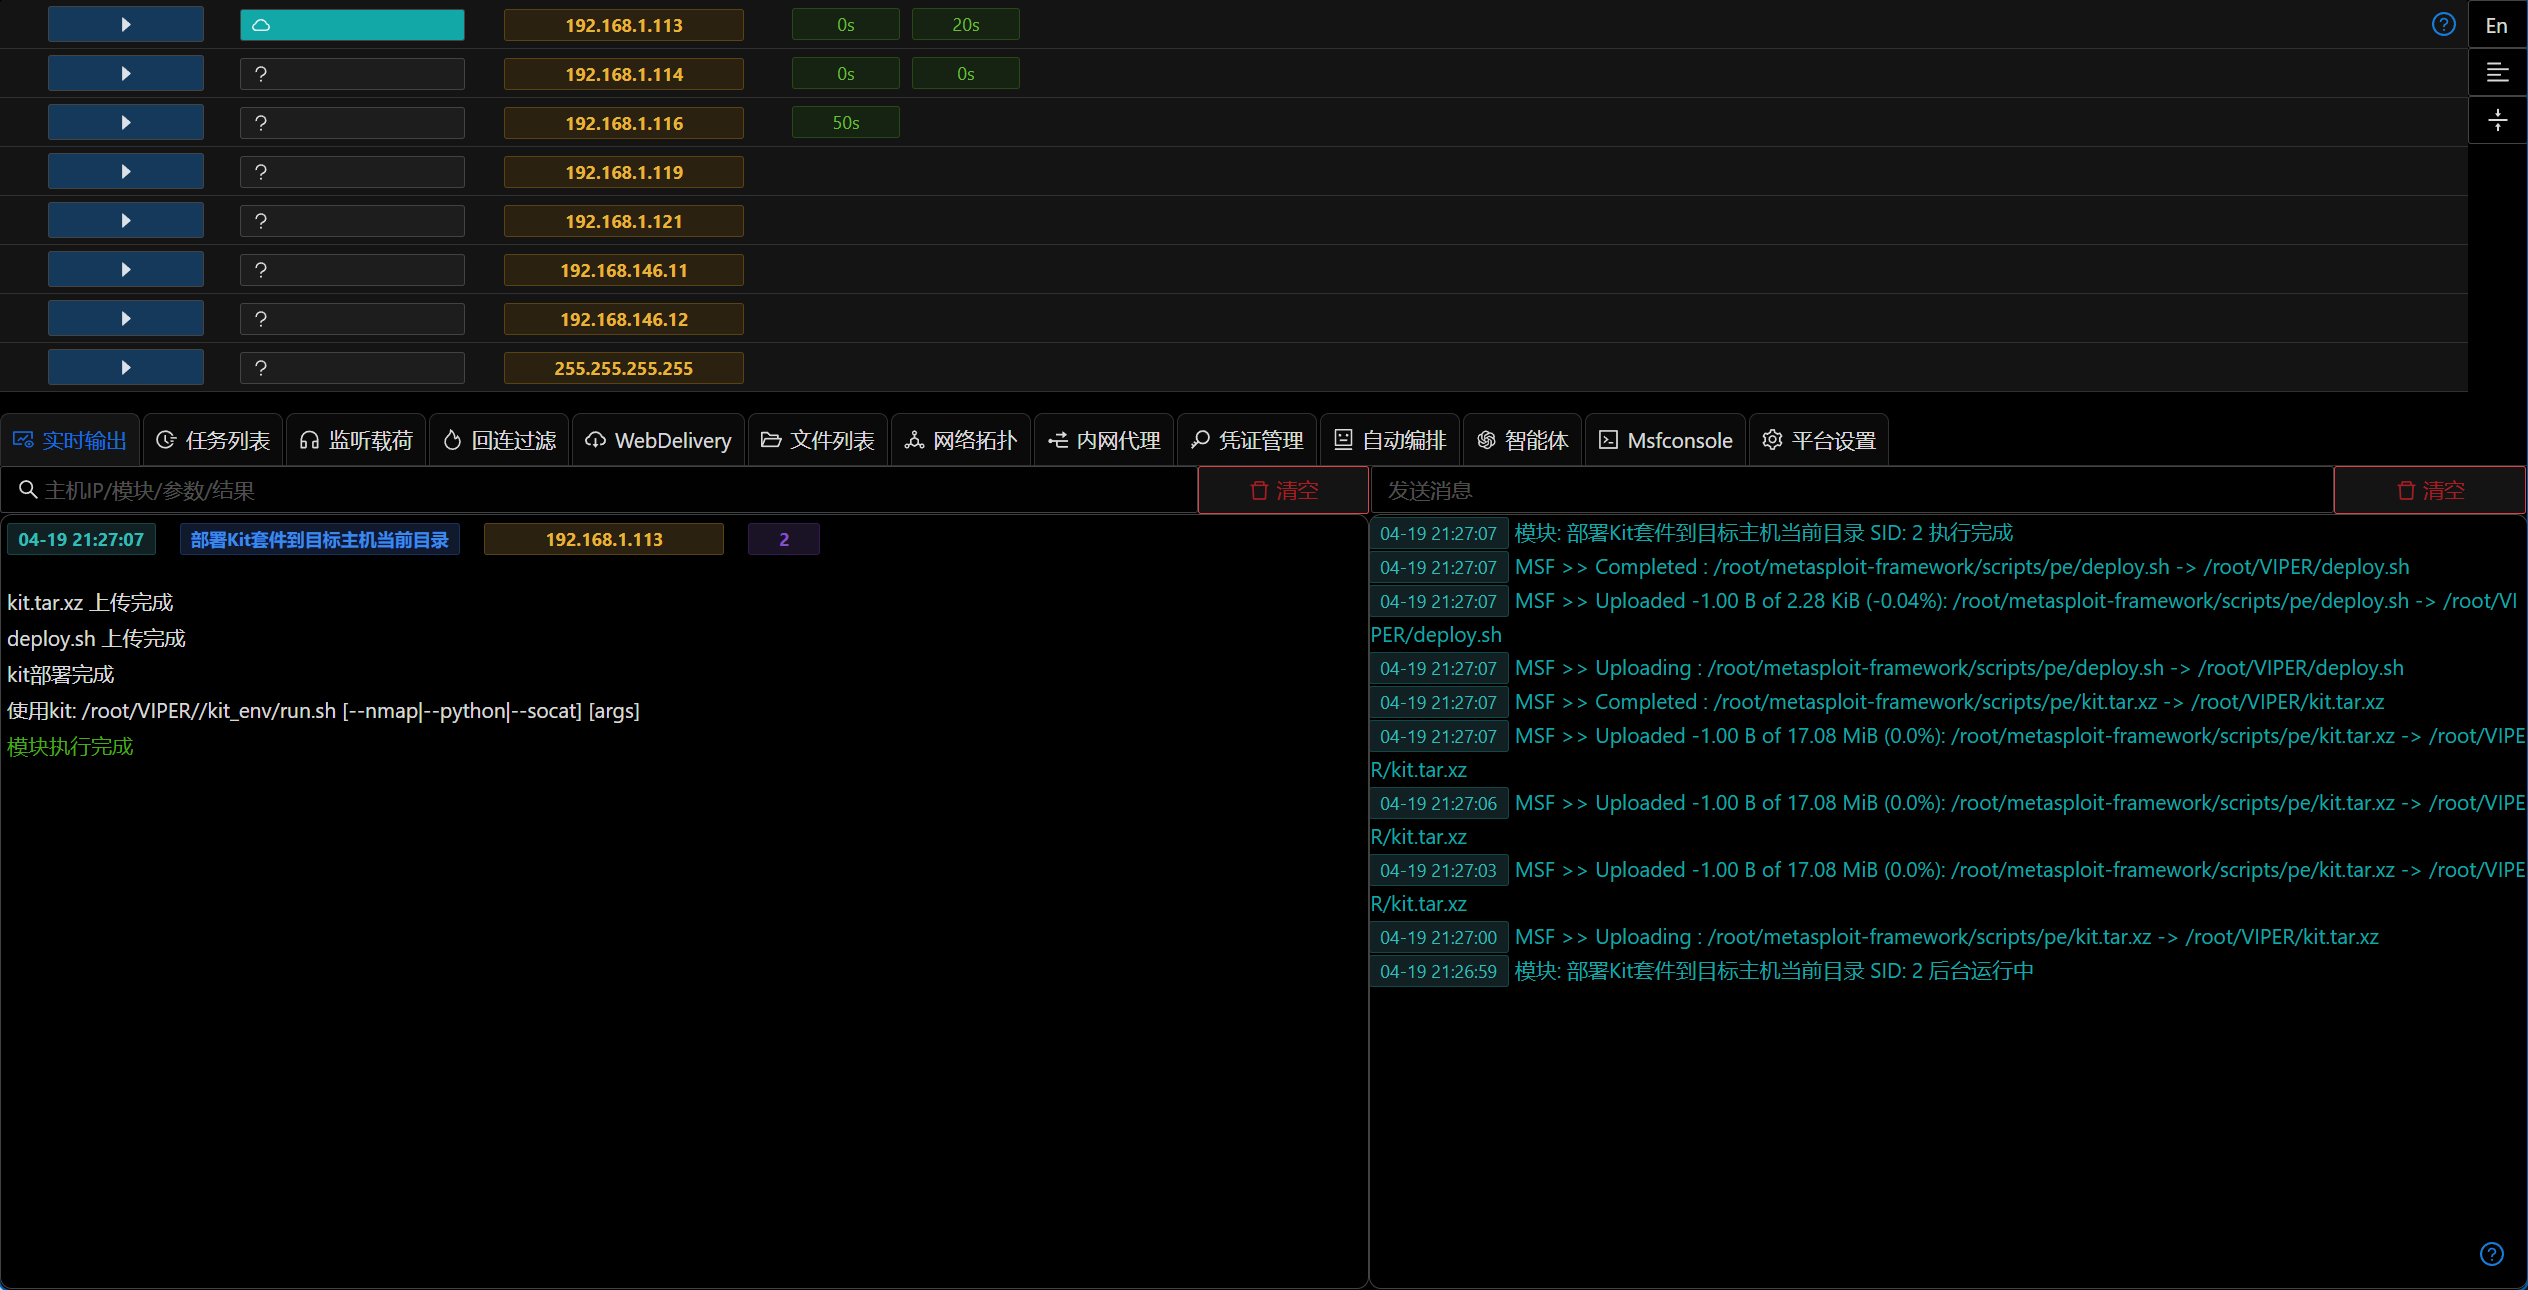 192.168.1.113 0s 20s En
? 192.168.1.114 0s 0s
? 192.168.1.116 50s
? 192.168.1.119
? 192.168.1.121
? 192.168.146.11
? 192.168.146.12
? 255.255.255.255
实时输出 任务列表 监听载荷 回连过滤 WebDelivery 文件列表 网络拓扑 内网代理 凭证管理 自动编排 智能体 Msfconsole 平台设置
主机IP/模块/参数/结果 清空 发送消息 清空
04-19 21:27:07 部署Kit套件到目标主机当前目录 192.168.1.113 2
kit.tar.xz 上传完成
deploy.sh 上传完成
kit部署完成
使用kit: /root/VIPER//kit_env/run.sh [--nmap|--python|--socat] [args]
模块执行完成
04-19 21:27:07 模块: 部署Kit套件到目标主机当前目录 SID: 2 执行完成
04-19 21:27:07 MSF >> Completed : /root/metasploit-framework/scripts/pe/deploy.sh -> /root/VIPER/deploy.sh
04-19 21:27:07 MSF >> Uploaded -1.00 B of 2.28 KiB (-0.04%): /root/metasploit-framework/scripts/pe/deploy.sh -> /root/VI
PER/deploy.sh
04-19 21:27:07 MSF >> Uploading : /root/metasploit-framework/scripts/pe/deploy.sh -> /root/VIPER/deploy.sh
04-19 21:27:07 MSF >> Completed : /root/metasploit-framework/scripts/pe/kit.tar.xz -> /root/VIPER/kit.tar.xz
04-19 21:27:07 MSF >> Uploaded -1.00 B of 17.08 MiB (0.0%): /root/metasploit-framework/scripts/pe/kit.tar.xz -> /root/VIPE
R/kit.tar.xz
04-19 21:27:06 MSF >> Uploaded -1.00 B of 17.08 MiB (0.0%): /root/metasploit-framework/scripts/pe/kit.tar.xz -> /root/VIPE
R/kit.tar.xz
04-19 21:27:03 MSF >> Uploaded -1.00 B of 17.08 MiB (0.0%): /root/metasploit-framework/scripts/pe/kit.tar.xz -> /root/VIPE
R/kit.tar.xz
04-19 21:27:00 MSF >> Uploading : /root/metasploit-framework/scripts/pe/kit.tar.xz -> /root/VIPER/kit.tar.xz
04-19 21:26:59 模块: 部署Kit套件到目标主机当前目录 SID: 2 后台运行中